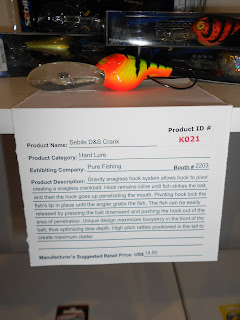 Product ID #
K021
Product Name: Sebile D&S Crank
Product Category: Hard Lure
Exhibiting Company: Pure Fishing Booth # 2203
Product Description: Gravity snagless hook system allows hook to pivot
creating a snagless crankbait. Hook remains inline until fish strikes the bait,
and then the hook goes up penetrating the mouth. Pivoting hook lock the
fish's lip in place until the angler grabs the fish. The fish can be easily
released by pressing the bait downward and pushing the hook out of the
area of penetration. Unique design maximizes buoyancy in the front of the
bait, thus optimizing dive depth. High pitch rattles positioned in the tail to
create maximum clatter.
Manufacturer's Suggested Retail Price: US$ 14.50